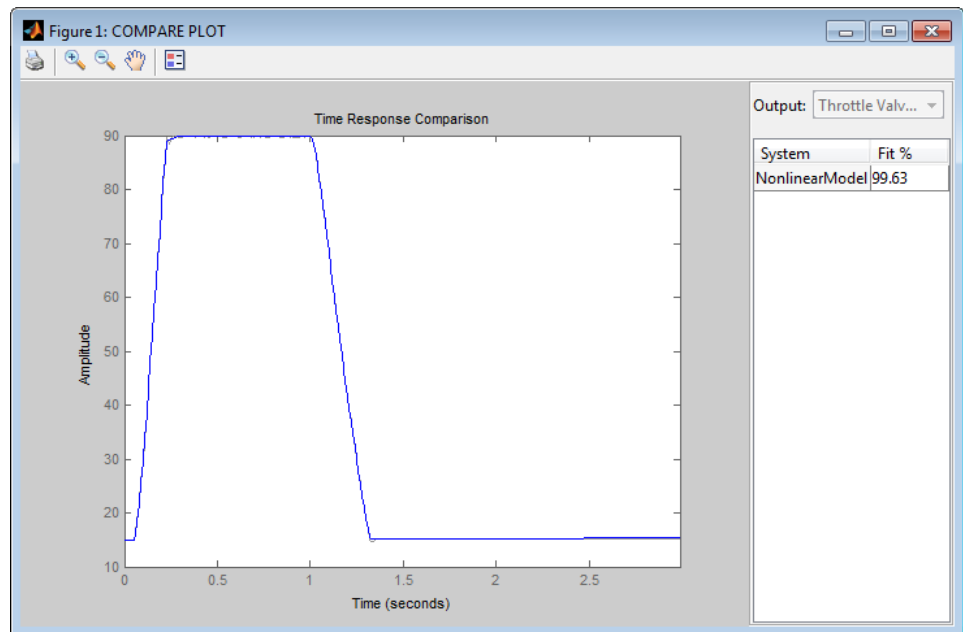 Figure 1: COMPARE PLOT
Time Response Comparison
Amplitude
90
80
70
60
50
40
30
20
10
0
0.5
1
1.5
2
2.5
Time (seconds)
Output: Throttle Valv...
System Fit %
NonlinearModel 99.63